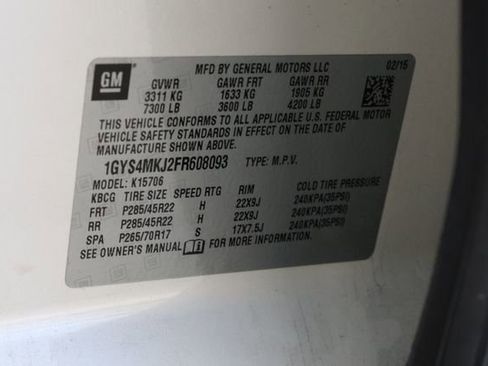 GM
MFD BY GENERAL MOTORS LLC 02/15
GVWR GAWR FRT GAWR RR
3311 KG 1633 KG 1905 KG
7300 LB 3600 LB 4200 LB
THIS VEHICLE CONFORMS TO ALL APPLICABLE U.S. FEDERAL MOTOR
VEHICLE SAFETY STANDARDS IN EFFECT ON THE DATE OF
MANUFACTURE SHOWN ABOVE.
1GYS4MKJ2FR608093 TYPE: M.P.V.
MODEL: K15706
KBCG TIRE SIZE SPEED RTG RIM COLD TIRE PRESSURE
FRT P285/45R22 H 22X9J 240KPA(35PSI)
RR P285/45R22 H 22X9J 240KPA(35PSI)
SPA P265/70R17 S 17X7.5J 240KPA(35PSI)
SEE OWNER'S MANUAL FOR MORE INFORMATION.